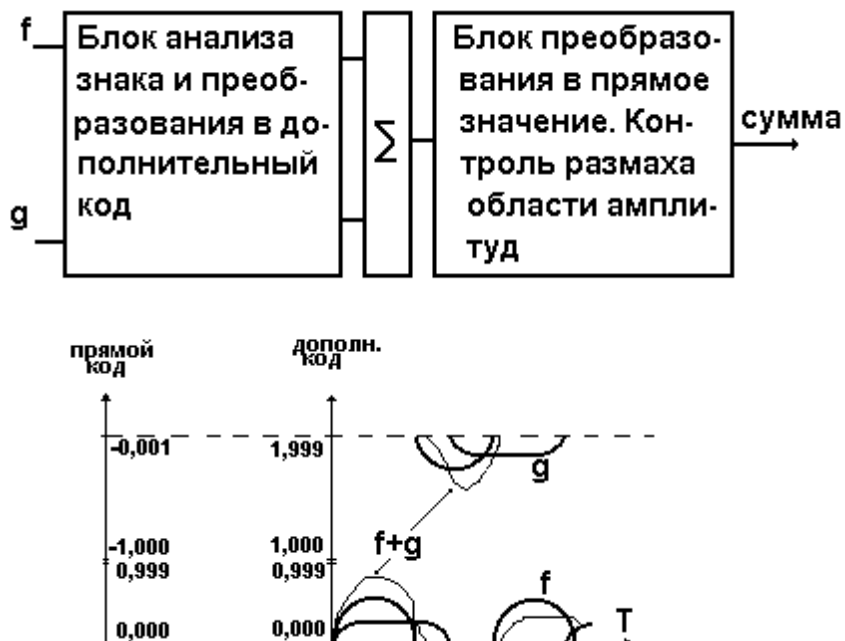 f
Блок анализа
знака и преоб-
разования в до-
полнительный
код
g
Σ
Блок преобразо-
вания в прямое
значение. Кон-
троль размаха
области ампли-
туд
сумма
прямой
код
дополн.
код
-0,001
1,999
g
-1,000
1,000
f+g
0,999
0,999
f
T
0,000
0,000